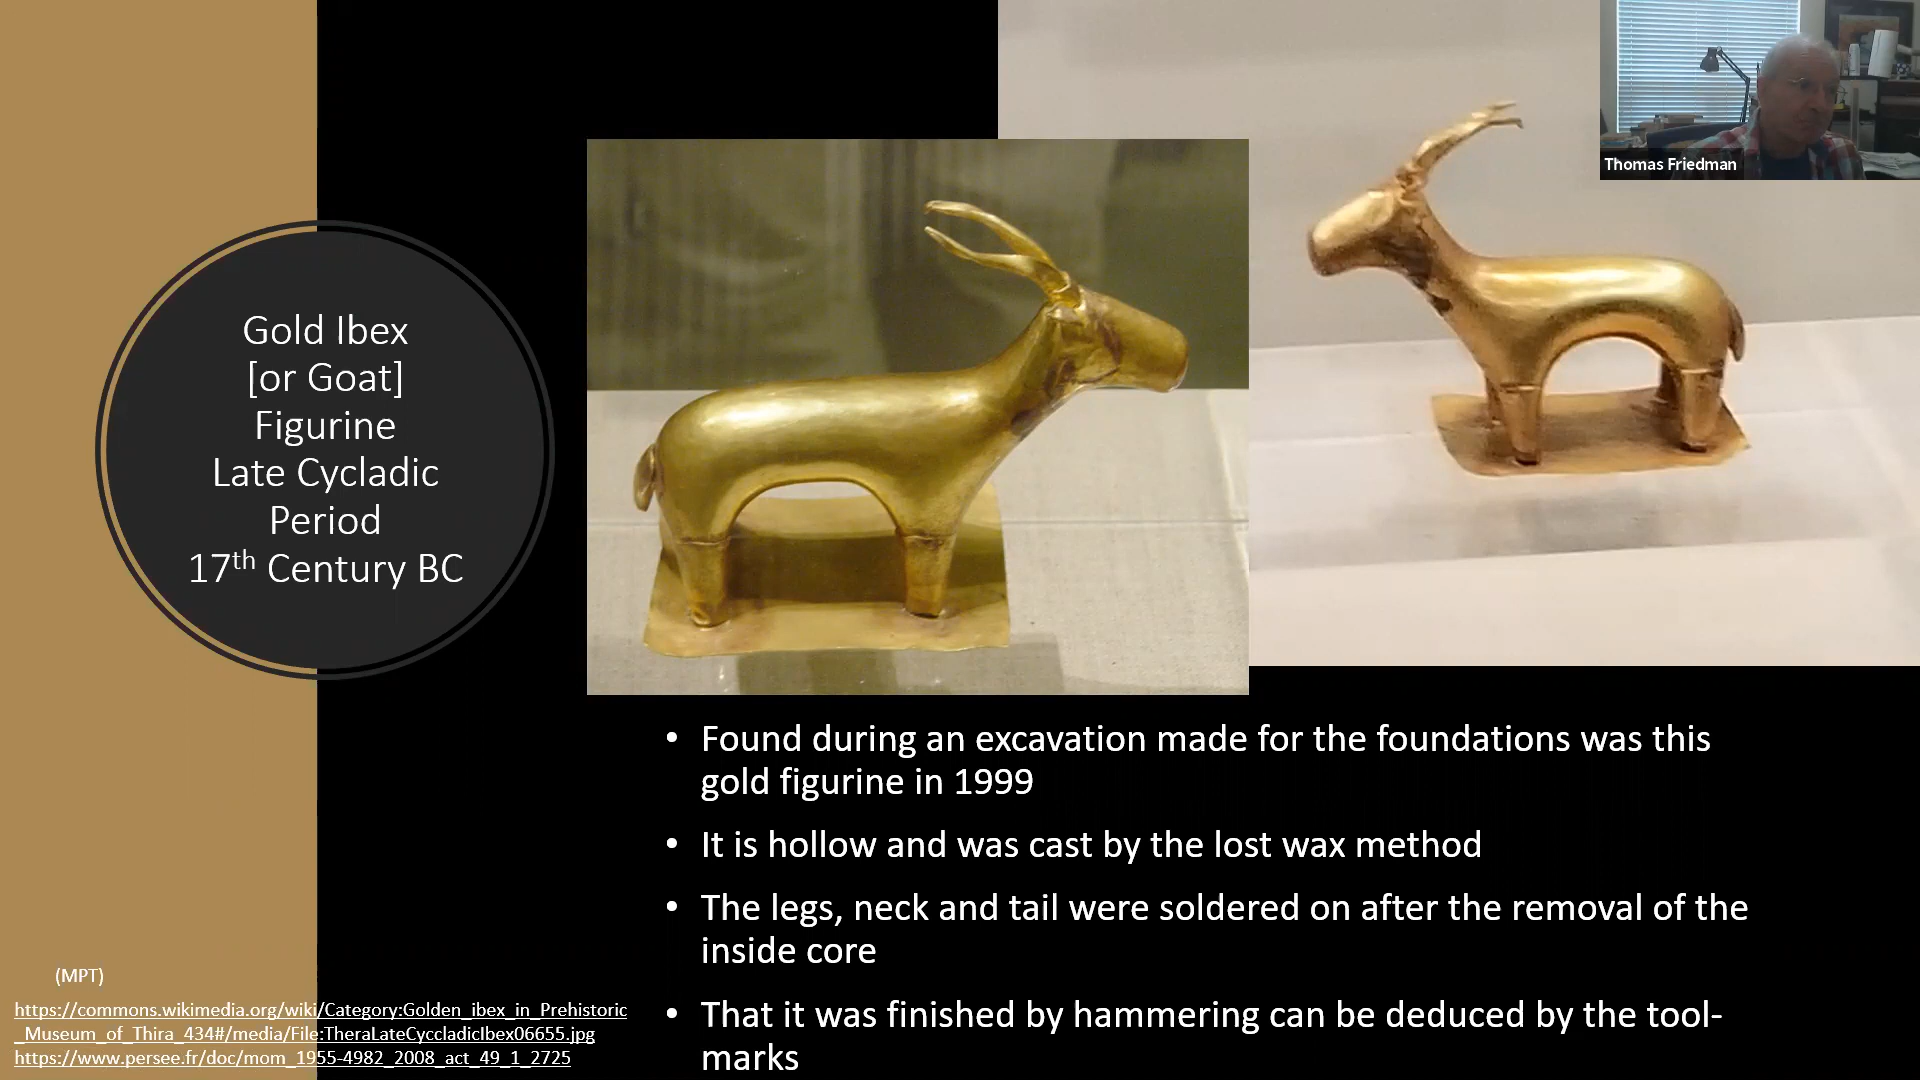 Thomas Friedman
Gold Ibex
[or Goat]
Figurine
Late Cycladic
Period
17th Century BC
• Found during an excavation made for the foundations was this
gold figurine in 1999
• It is hollow and was cast by the lost wax method
• The legs, neck and tail were soldered on after the removal of the
inside core
• That it was finished by hammering can be deduced by the tool-
marks
(MPT)
https://commons.wikimedia.org/wiki/Category:Golden_ibex_in_Prehistoric
_Museum_of_Thira_434#/media/File:TheraLateCyccladicIbex06655.jpg
https://www.persee.fr/doc/mom_1955-4982_2008_act_49_1_2725